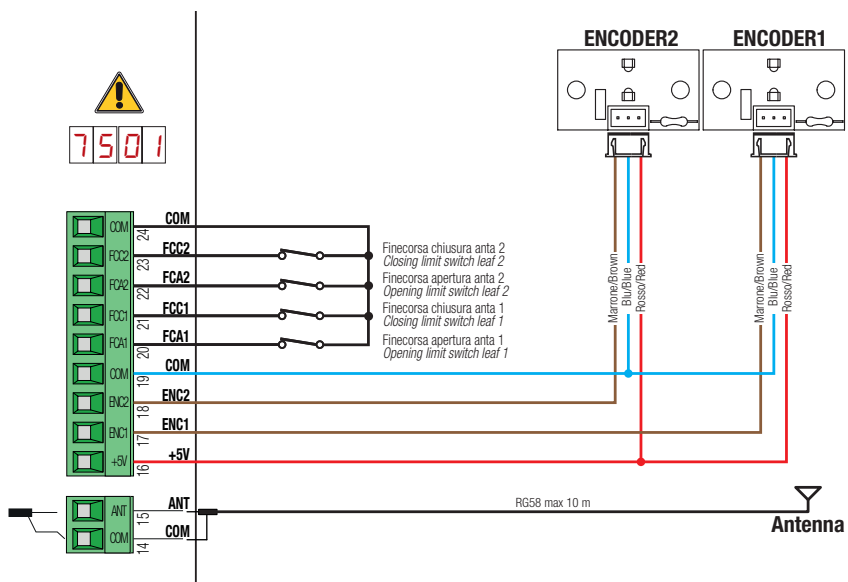 ENCODER2
ENCODER1
7501
COM
24
COM
FCC2
23
FCC2
Finecorsa chiusura anta 2
Closing limit switch leaf 2
FCA2
22
FCA2
Finecorsa apertura anta 2
Opening limit switch leaf 2
FCC1
21
FCC1
Finecorsa chiusura anta 1
Closing limit switch leaf 1
FCA1
20
FCA1
Finecorsa apertura anta 1
Opening limit switch leaf 1
Marrone/Brown
Blu/Blue
Rosso/Red
Marrone/Brown
Blu/Blue
Rosso/Red
COM
19
COM
ENC2
18
ENC2
ENC1
17
ENC1
+5V
16
+5V
ANT
15
ANT
RG58 max 10 m
Antenna
COM
14
COM